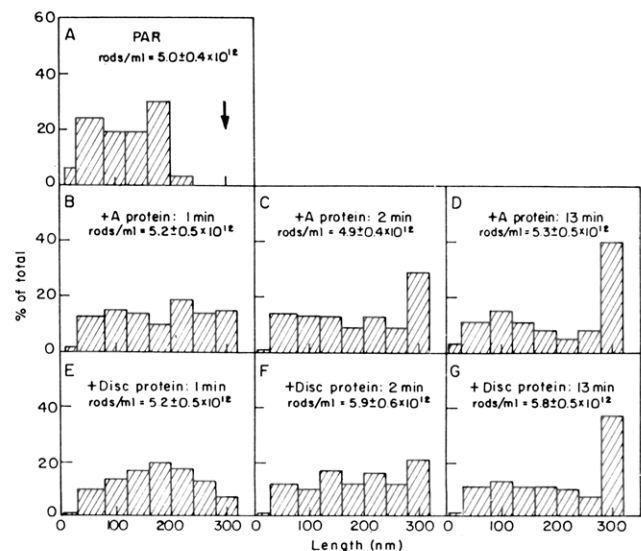 60
40
20
0
A
PAR
rods/ml = 5.0±0.4×10¹²
% of total
40
20
B
+A protein: 1 min
rods/ml = 5.2±0.5×10¹²
C
+A protein: 2 min
rods/ml = 4.9±0.4×10¹²
D
+A protein: 13 min
rods/ml = 5.3±0.5×10¹²
40
20
0
E
+Disc protein: 1 min
rods/ml = 5.2±0.5×10¹²
F
+Disc protein: 2 min
rods/ml = 5.9±0.6×10¹²
G
+Disc protein: 13 min
rods/ml = 5.8±0.5×10¹²
0 100 200 300
0 100 200 300
0 100 200 300
Length (nm)